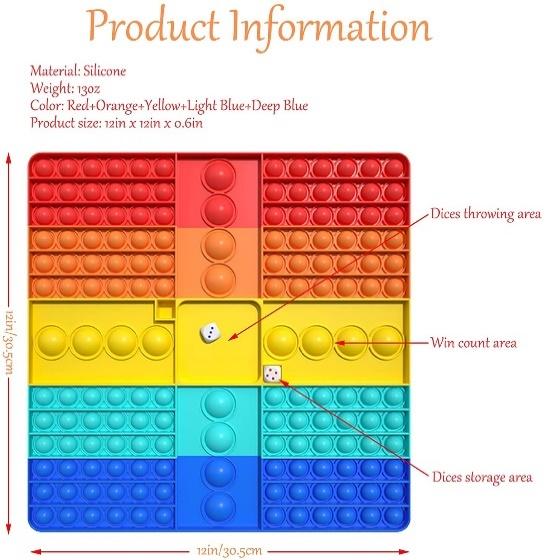 Product Information
Material: Silicone
Weight: 13oz
Color: Red+Orange+Yellow+Light Blue+Deep Blue
Product size: 12in x 12in x 0.6in
Dices throwing area
12in/30.5cm
Win count area
Dices storage area
12in/30.5cm